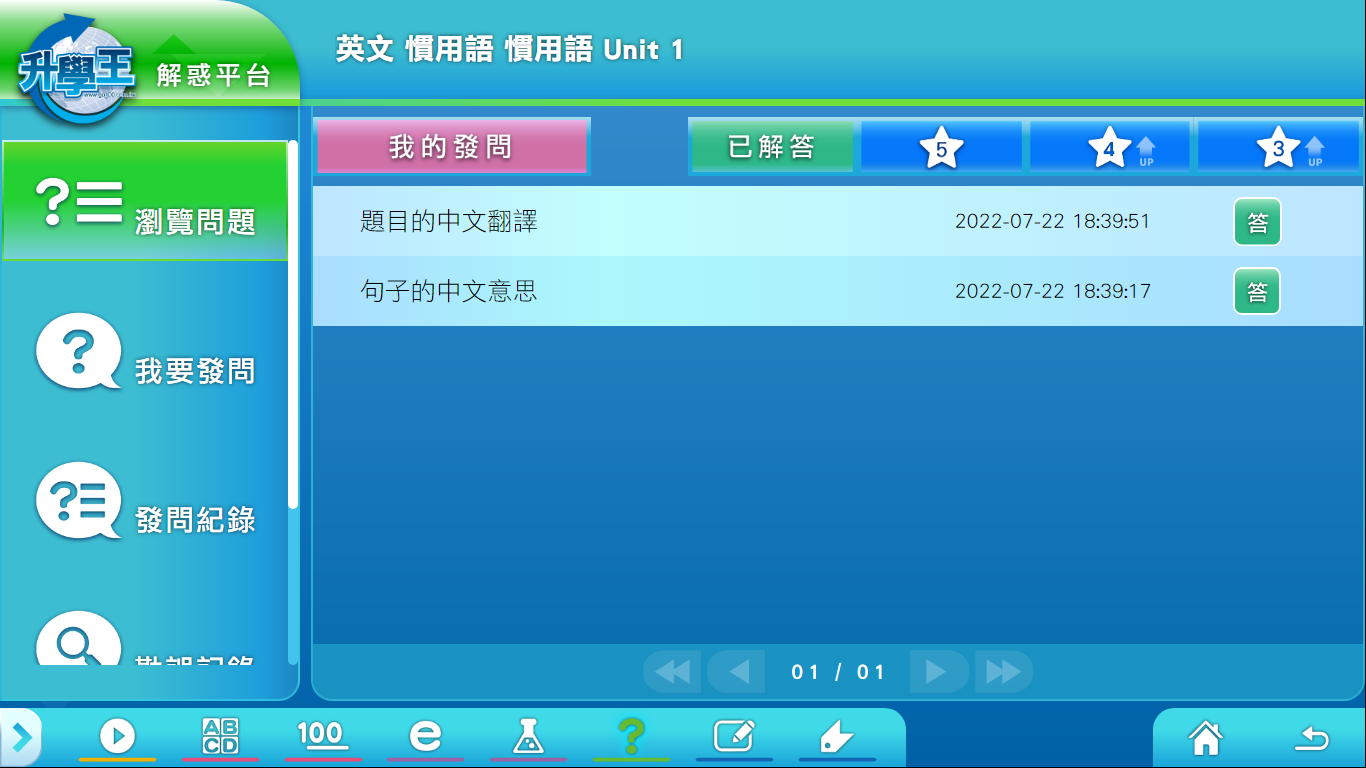 英文 慣用語 慣用語 Unit 1
升學王
解惑平台
我的發問
已解答
5
4
UP
3
UP
瀏覽問題
題目的中文翻譯 2022-07-22 18:39:51 答
句子的中文意思 2022-07-22 18:39:17 答
我要發問
發問紀錄
01 / 01
AB
CD
100
e
?